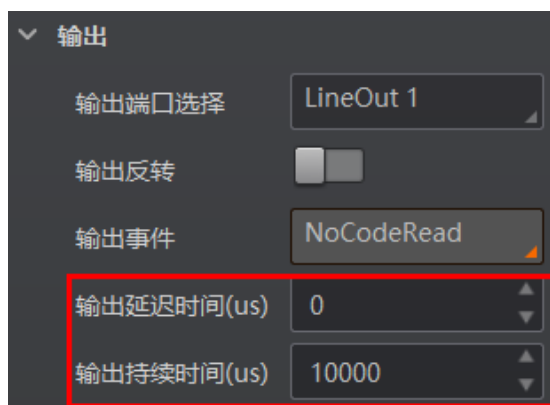 输出
输出端口选择 LineOut 1
输出反转
输出事件 NoCodeRead
输出延迟时间(us) 0
输出持续时间(us) 10000